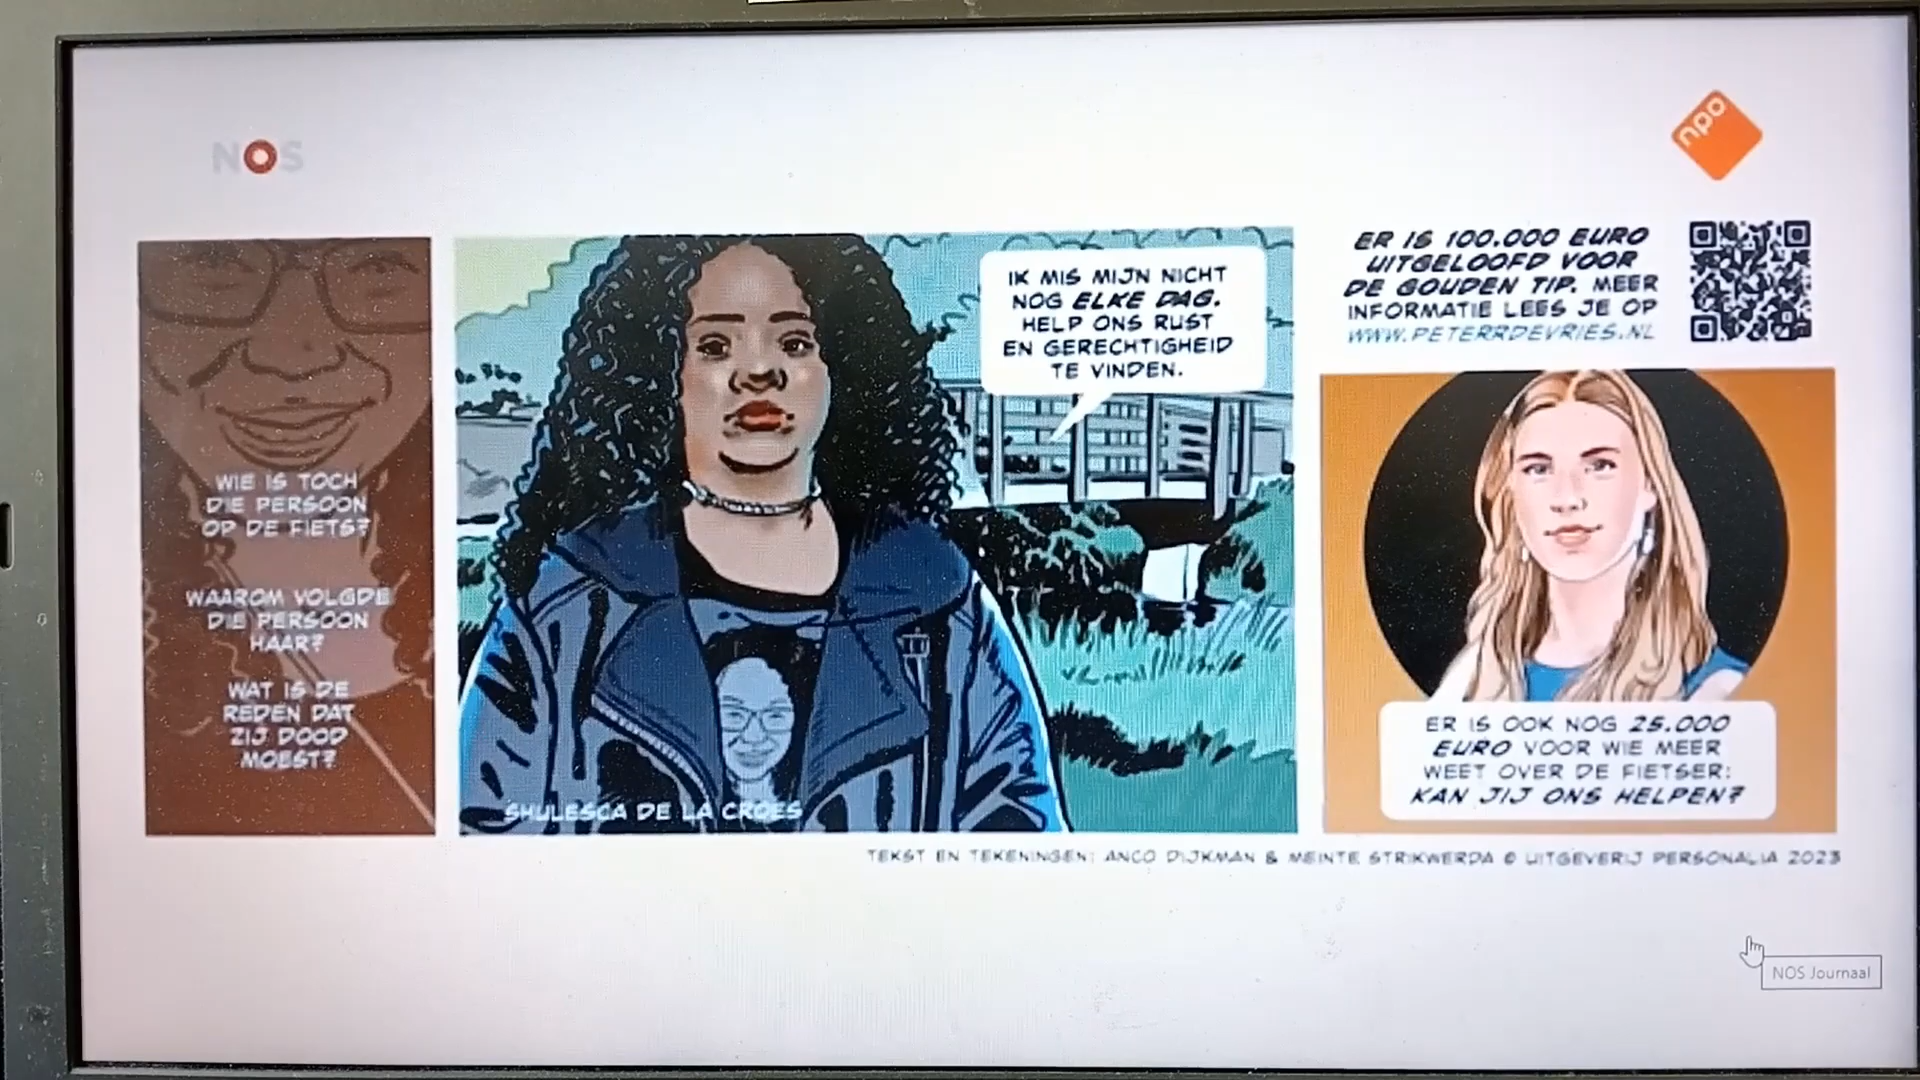 NOS
npo
WIE IS TOCH
DIE PERSOON
OP DE FIETS?
WAAROM VOLGDE
DIE PERSOON
HAAR?
WAT IS DE
REDEN DAT
ZIJ DOOD
MOEST?
IK MIS MIJN NICHT
NOG ELKE DAG.
HELP ONS RUST
EN GERECHTIGHEID
TE VINDEN.
SHULESCA DE LA CROES
ER IS 100.000 EURO
UITGELOOFD VOOR
DE GOUDEN TIP. MEER
INFORMATIE LEES JE OP
WWW.PETERRDEVRIES.NL
ER IS OOK NOG 25.000
EURO VOOR WIE MEER
WEET OVER DE FIETSER:
KAN JIJ ONS HELPEN?
TEKST EN TEKENINGEN: ANCO DIJKMAN & MEINTE STRIKWERDA © UITGEVERIJ PERSONALIA 2023
NOS Journaal